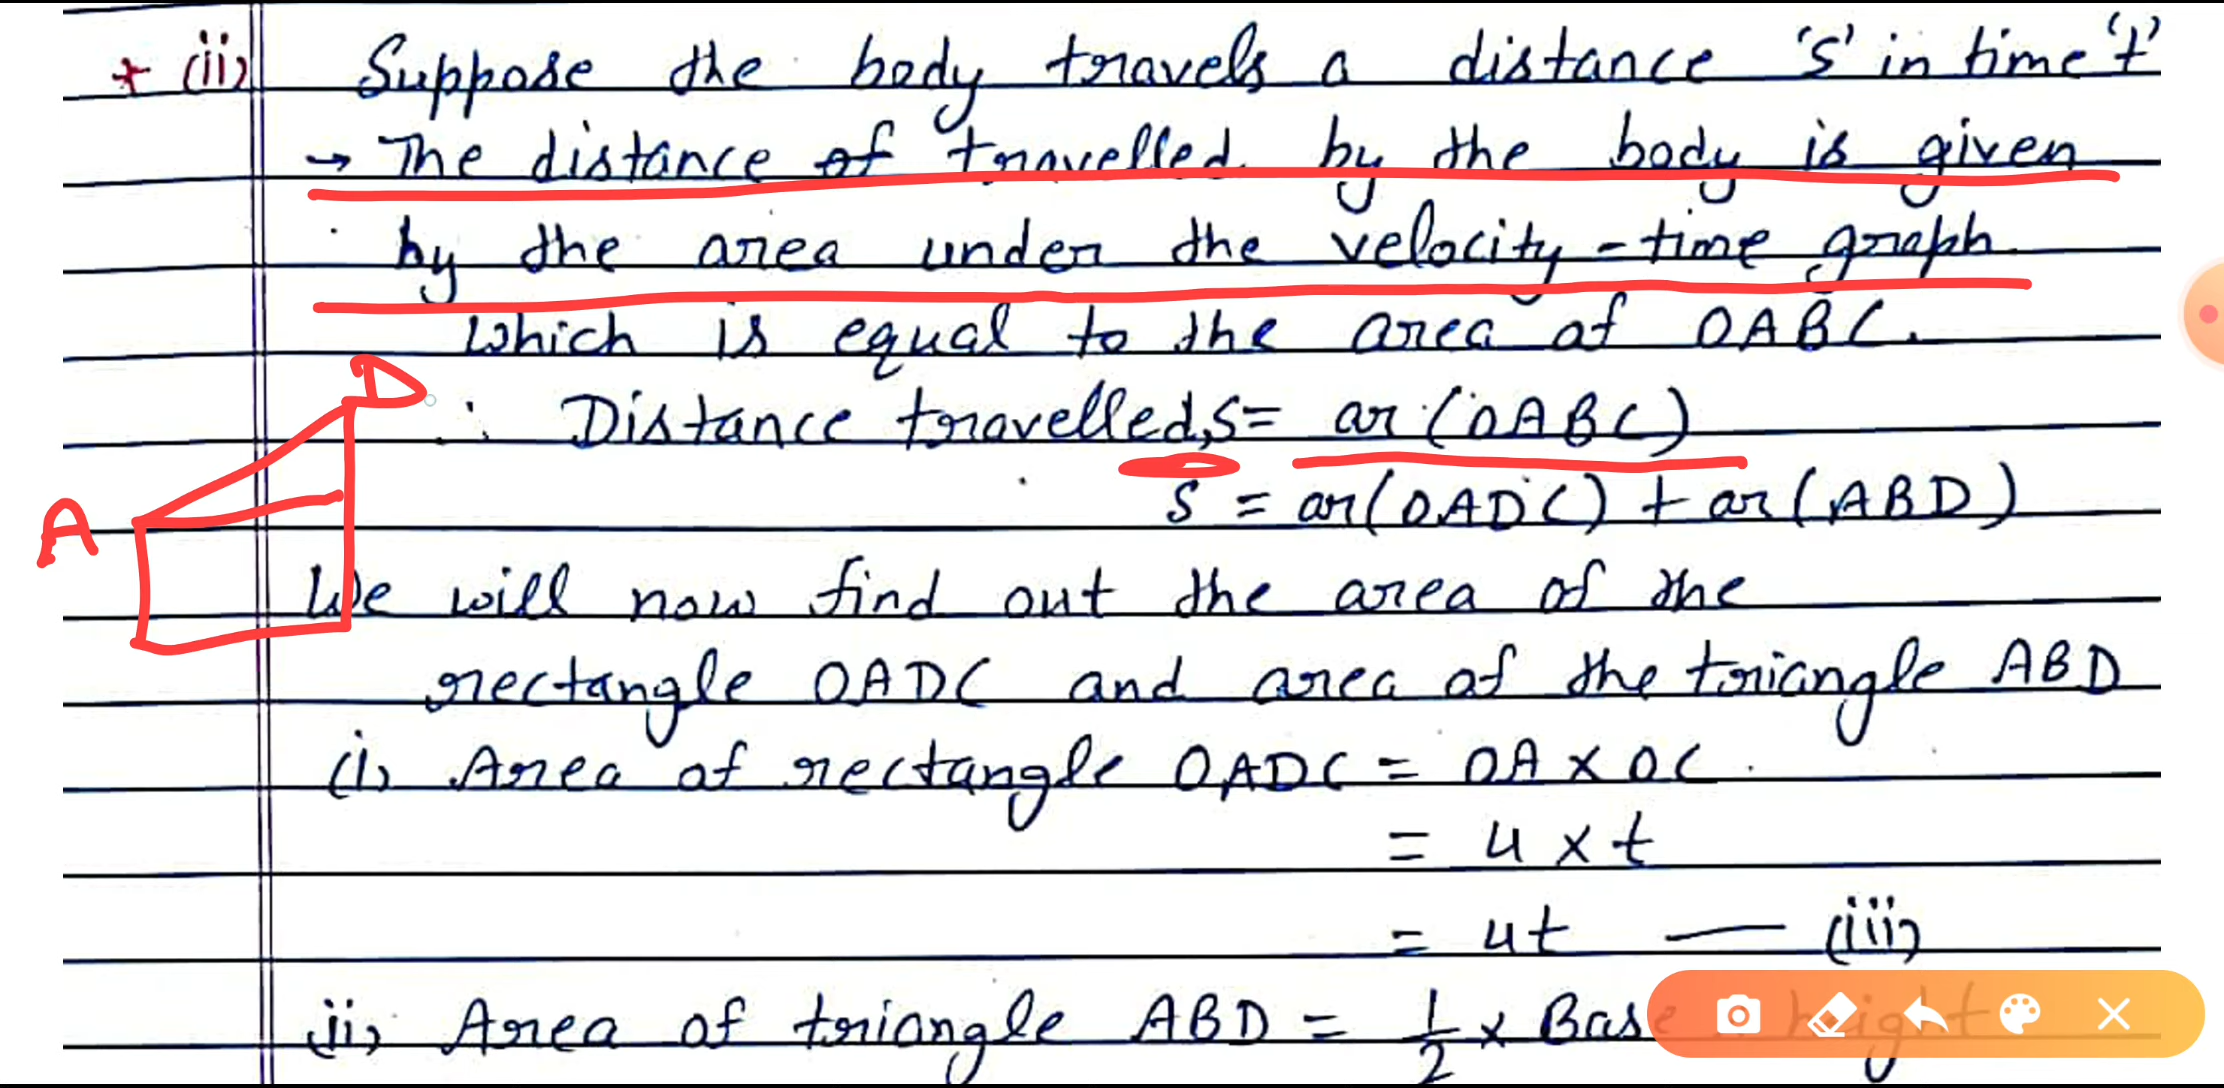 * (ii) Suppose the body travels a distance 's' in time 't'
→ The distance of travelled by the body is given
by the area under the velocity-time graph
which is equal to the area of OABC.
∴ Distance travelled, s = ar (OABC)
D
s = ar(OADC) + ar(ABD)
A
We will now find out the area of the
rectangle OADC and area of the triangle ABD
(i) Area of rectangle OADC = OA × OC
= u × t
= ut — (iii)
(ii) Area of triangle ABD = 1/2 × Base height